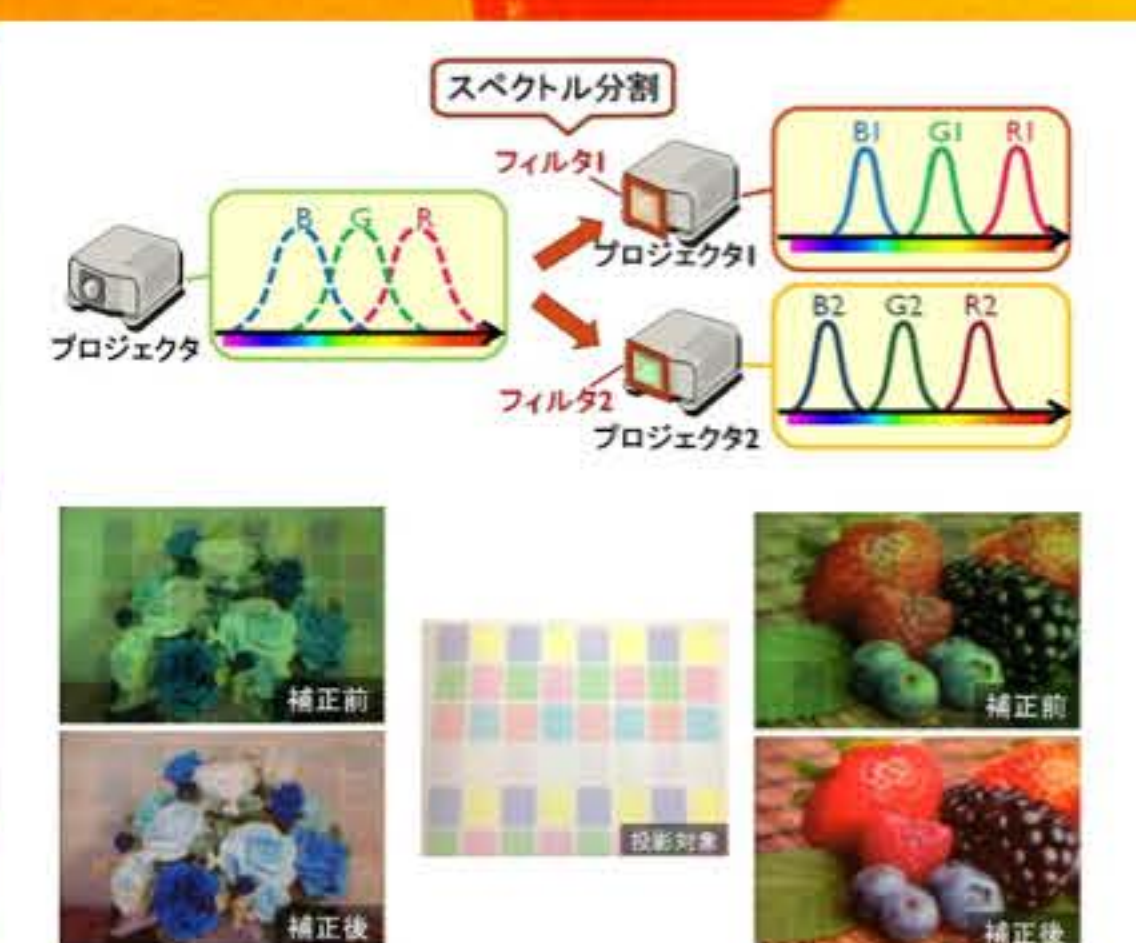 スペクトル分割
フィルタ1
B1 G1 R1
B G R
プロジェクタ1
プロジェクタ
B2 G2 R2
フィルタ2
プロジェクタ2
補正前
補正前
投影対象
補正後
補正後